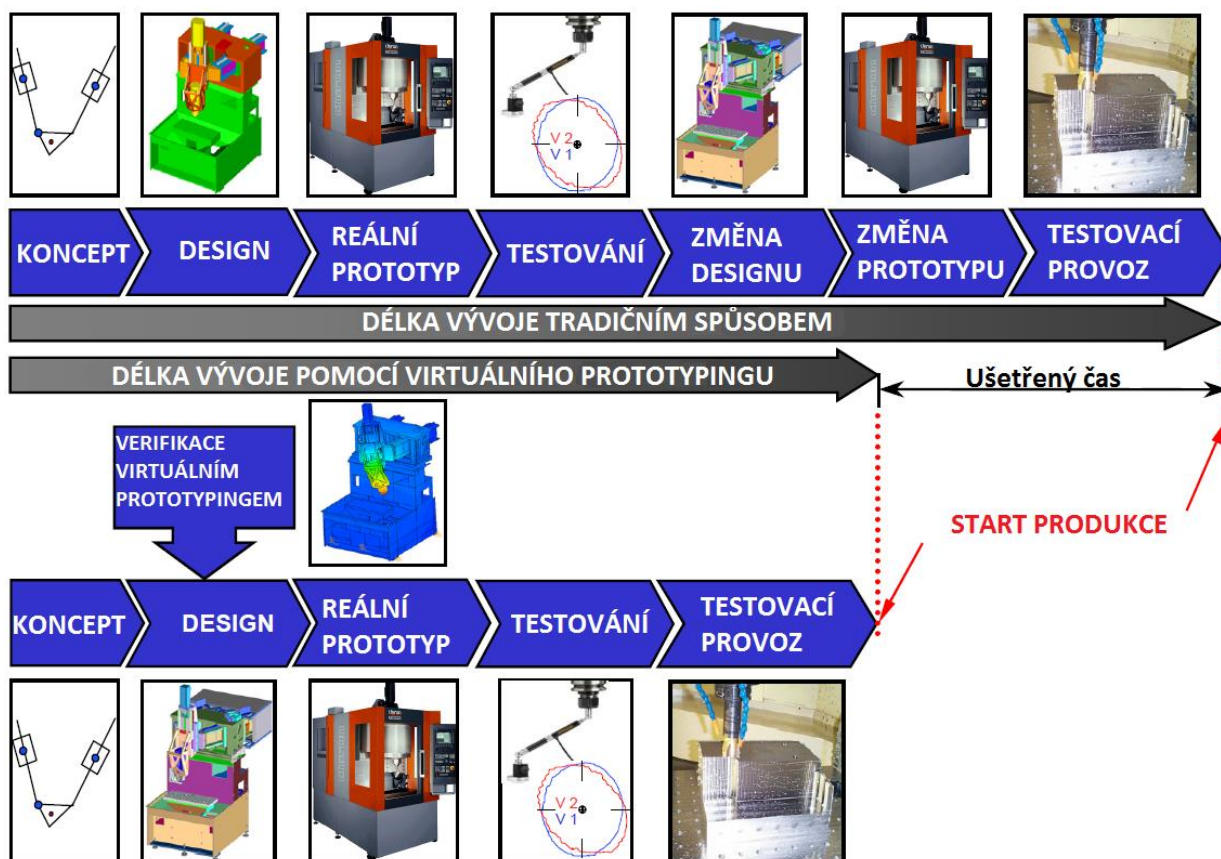 V 2
V 1
KONCEPT
DESIGN
REÁLNÍ
PROTOTYP
TESTOVÁNÍ
ZMĚNA
DESIGNU
ZMĚNA
PROTOTYPU
TESTOVACÍ
PROVOZ
DÉLKA VÝVOJE TRADIČNÍM SPŮSOBEM
DÉLKA VÝVOJE POMOCÍ VIRTUÁLNÍHO PROTOTYPINGU
Ušetřený čas
VERIFIKACE
VIRTUÁLNÍM
PROTOTYPINGEM
START PRODUKCE
KONCEPT
DESIGN
REÁLNÍ
PROTOTYP
TESTOVÁNÍ
TESTOVACÍ
PROVOZ
V 2
V 1